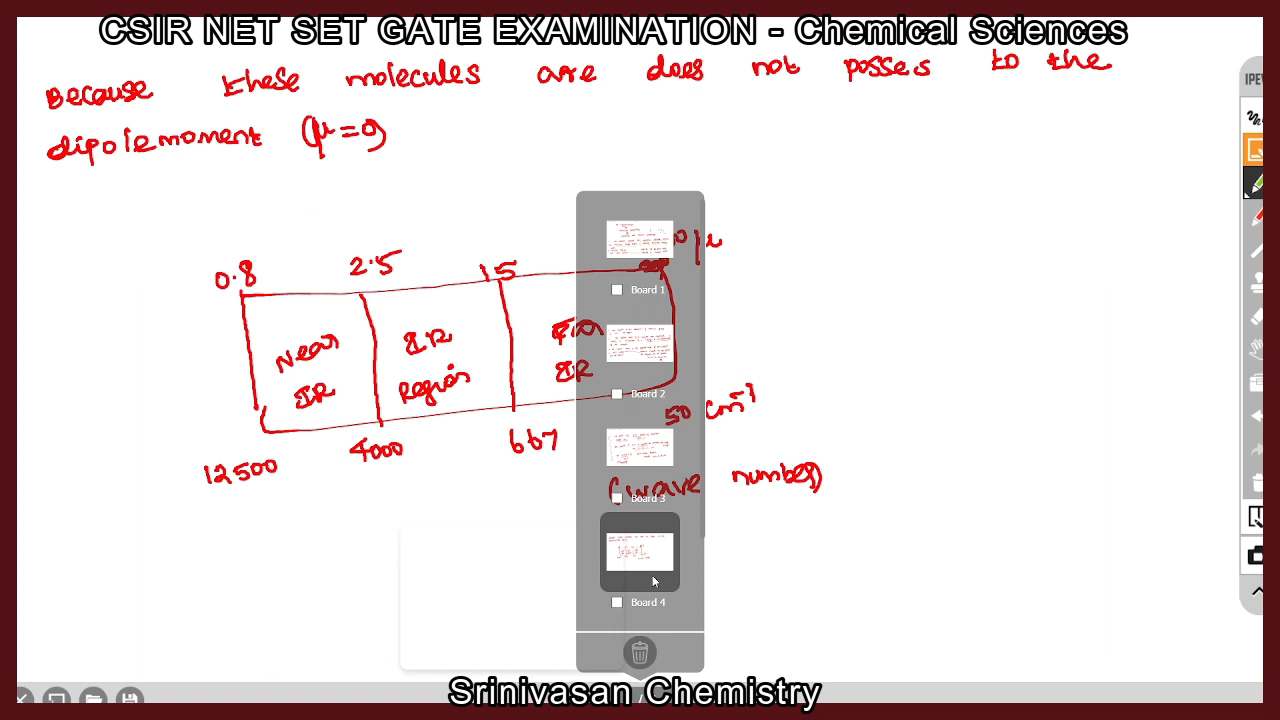 CSIR NET SET GATE EXAMINATION - Chemical Sciences
Because these molecules are does not posses to the
dipole moment (μ=0)
0.8 2.5 15
Near IR Far
IR Region IR
12500 4000 667 50 cm⁻¹
(wave number)
Board 1
Board 2
Board 3
Board 4
Srinivasan Chemistry